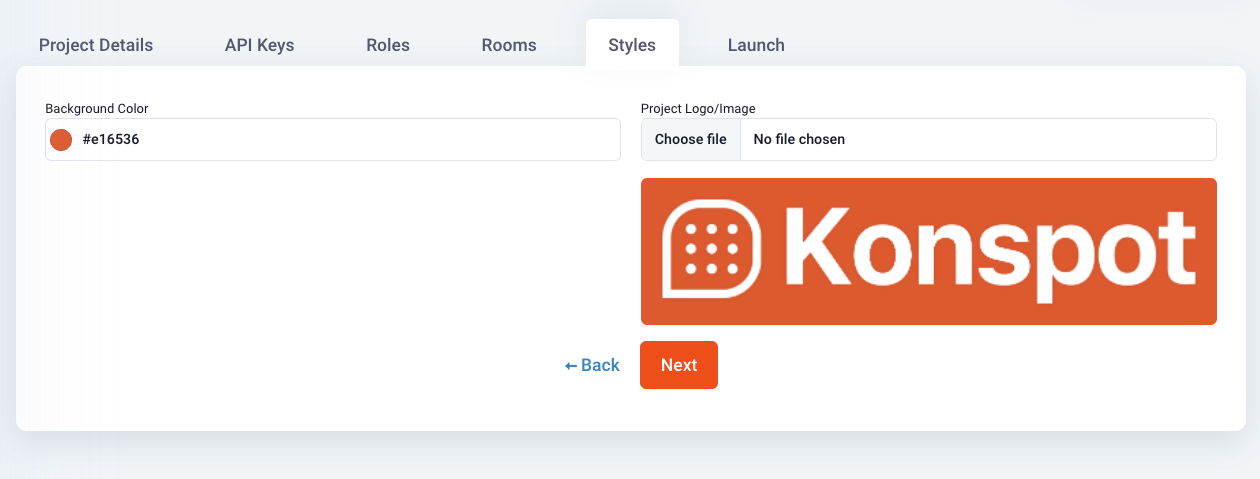 Project Details API Keys Roles Rooms Styles Launch
Background Color
#e16536
Project Logo/Image
Choose file No file chosen
Konspot
← Back Next